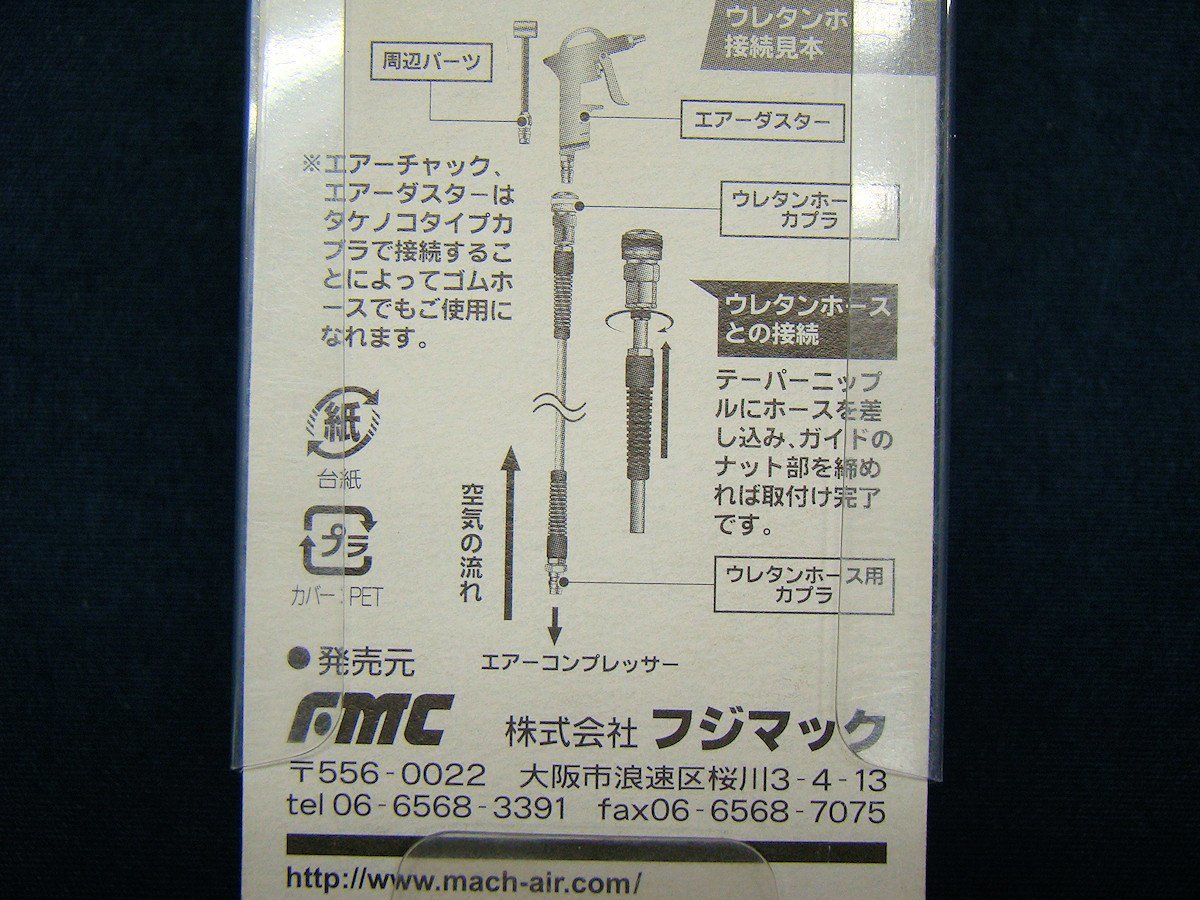 ウレタンホ
接続見本
周辺パーツ
エアーダスター
※エアーチャック、
エアーダスターは
タケノコタイプカ
プラで接続するこ
とによってゴムホ
ースでもご使用に
なれます。
ウレタンホー
カプラ
ウレタンホース
との接続
テーパーニップ
ルにホースを差
し込み、ガイドの
ナット部を締め
れば取付け完了
です。
紙
台紙
プラ
カバー:PET
空気の流れ
ウレタンホース用
カプラ
エアーコンプレッサー
●発売元
FMC 株式会社 フジマック
〒556-0022 大阪市浪速区桜川3-4-13
tel 06-6568-3391 fax06-6568-7075
http://www.mach-air.com/